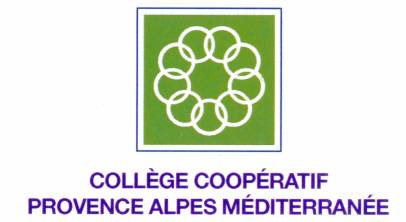 COLLÈGE COOPÉRATIF
PROVENCE ALPES MÉDITERRANÉE